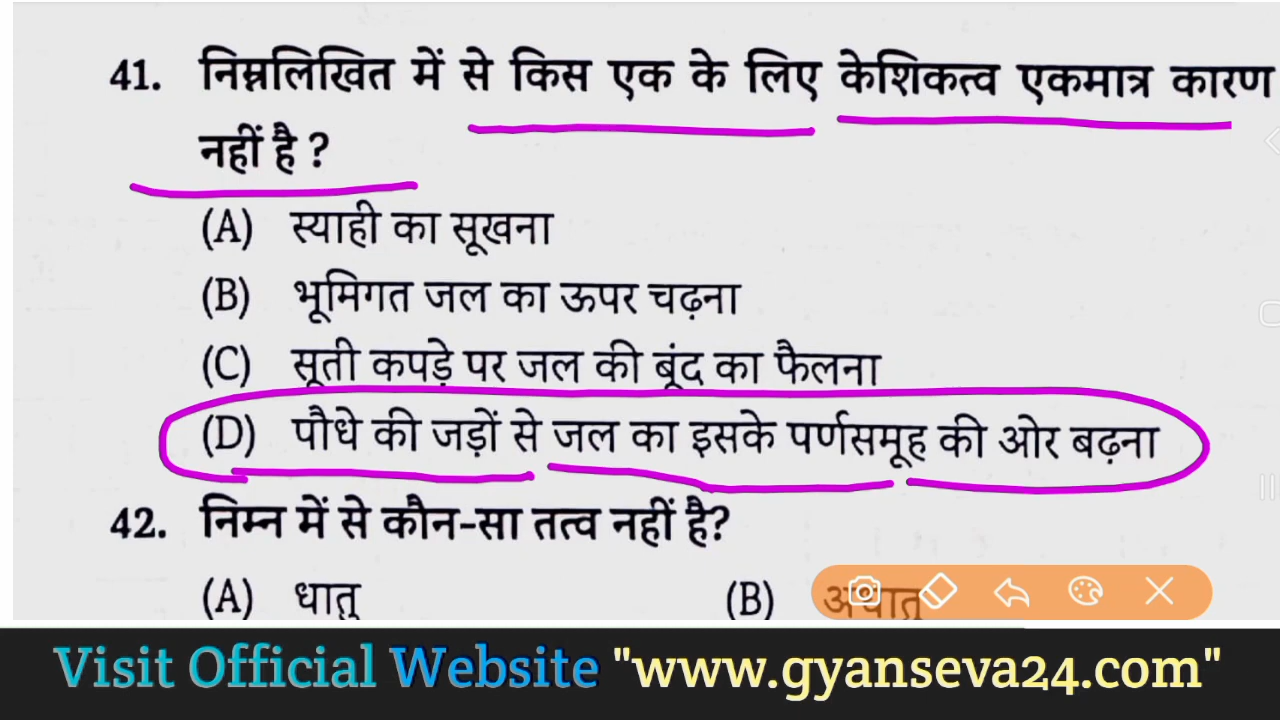 41. निम्नलिखित में से किस एक के लिए केशिकत्व एकमात्र कारण
नहीं है ?
(A) स्याही का सूखना
(B) भूमिगत जल का ऊपर चढ़ना
(C) सूती कपड़े पर जल की बूंद का फैलना
(D) पौधे की जड़ों से जल का इसके पर्णसमूह की ओर बढ़ना
42. निम्न में से कौन-सा तत्व नहीं है?
(A) धातु (B) अधातु
Visit Official Website "www.gyanseva24.com"